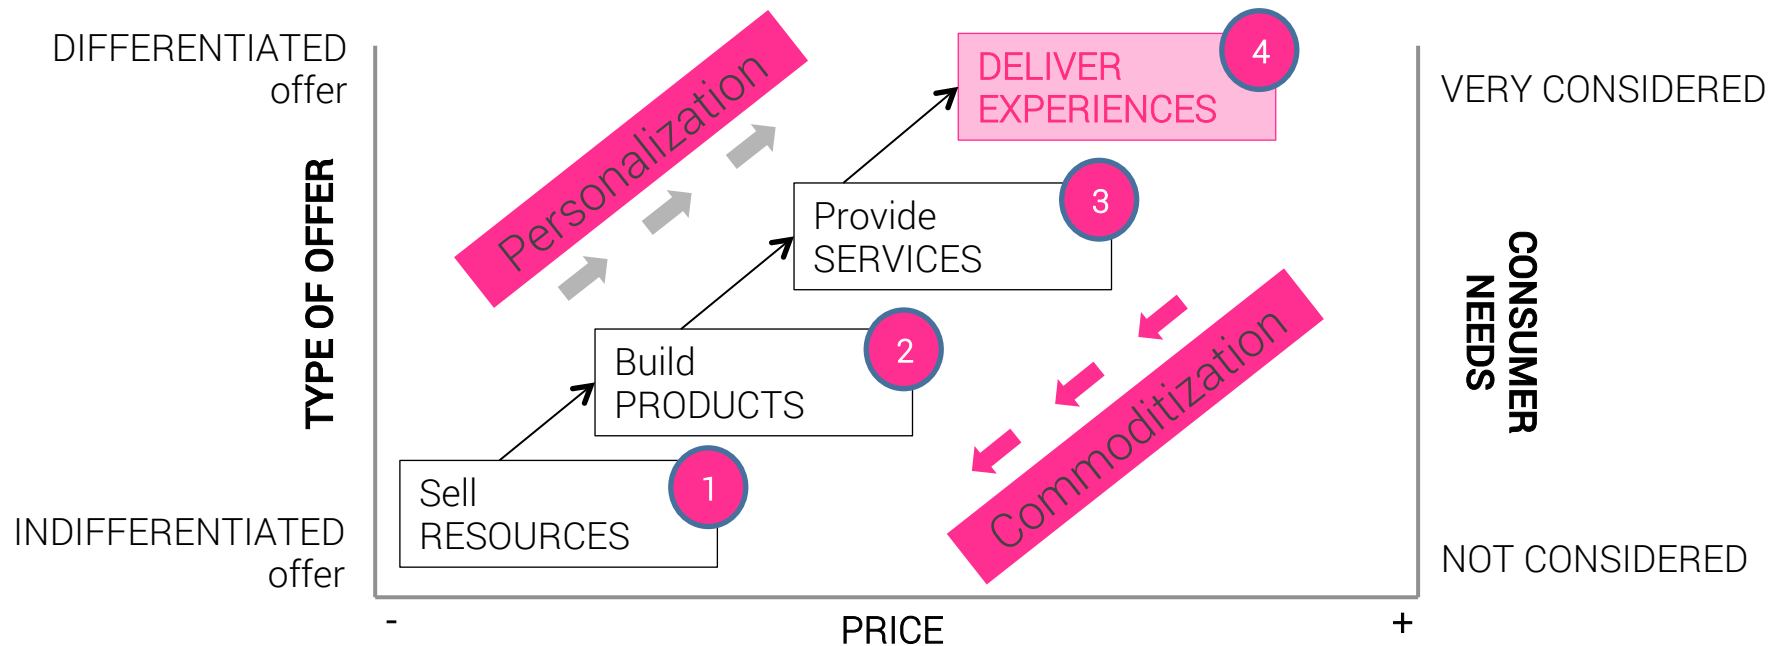 DIFFERENTIATED
offer
INDIFFERENTIATED
offer
TYPE OF OFFER
Personalization
DELIVER
EXPERIENCES
4
Provide
SERVICES
3
Build
PRODUCTS
2
Sell
RESOURCES
1
Commoditization
VERY CONSIDERED
CONSUMER
NEEDS
NOT CONSIDERED
-
PRICE
+